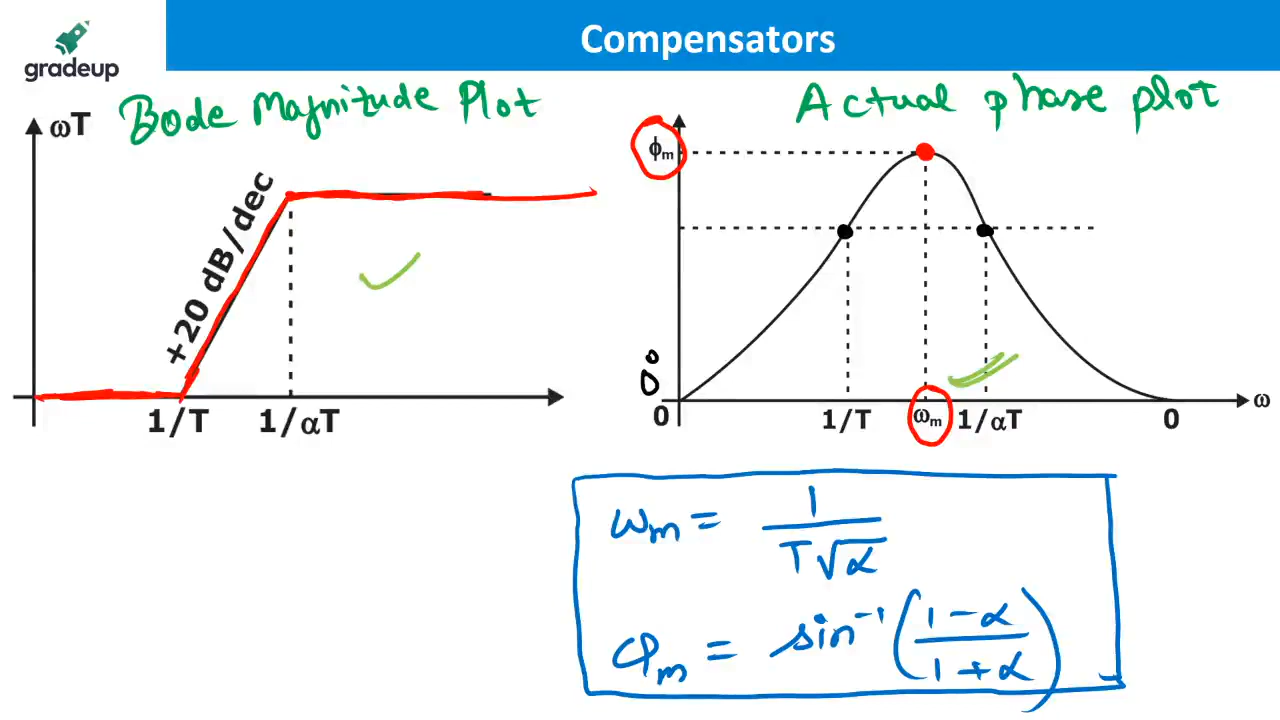 Compensators
gradeup
Bode Magnitude Plot
ωT
+20 dB/dec
1/T 1/αT
Actual phase plot
ϕm
0°
0 1/T ωm 1/αT 0 ω
ωm = 1/T√α
φm = sin⁻¹(1-α/1+α)